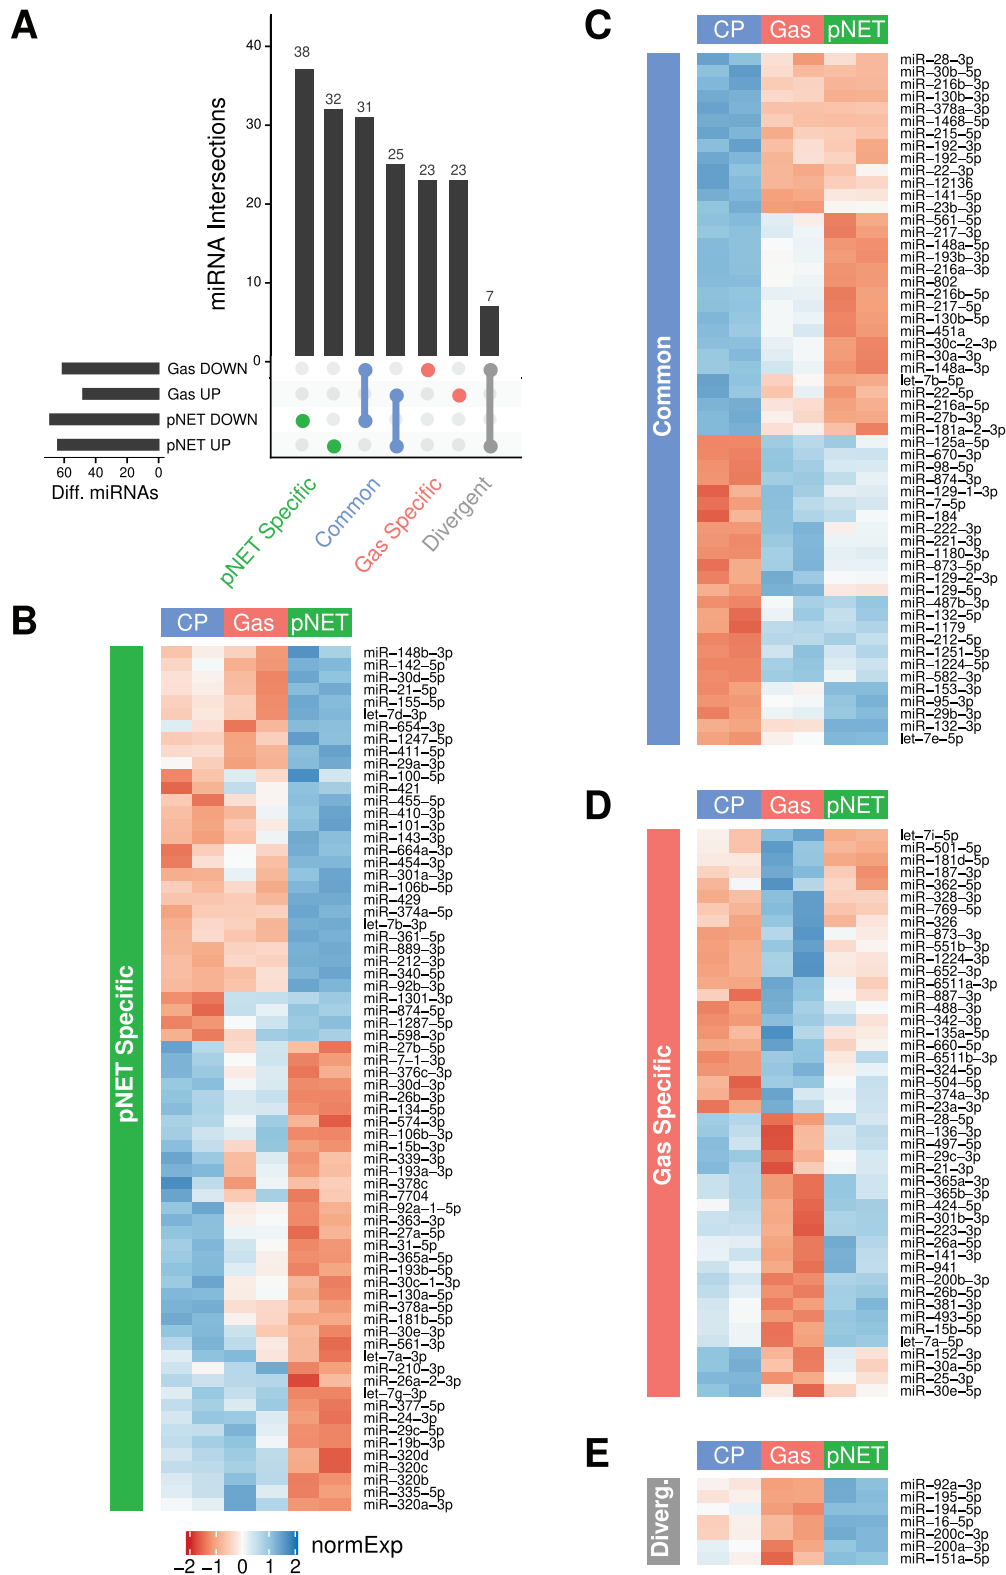 A
40
30
20
10
0
miRNA Intersections
38
32
31
25
23
23
7
Gas DOWN
Gas UP
pNET DOWN
pNET UP
60 40 20 0
Diff. miRNAs
pNET Specific
Common
Gas Specific
Divergent
B
CP Gas pNET
pNET Specific
miR−148b−3p
miR−142−5p
miR−30d−5p
miR−21−5p
miR−155−5p
let−7d−3p
miR−654−3p
miR−1247−5p
miR−411−5p
miR−29a−3p
miR−100−5p
miR−421
miR−455−5p
miR−410−3p
miR−101−3p
miR−143−3p
miR−664a−3p
miR−454−3p
miR−301a−3p
miR−106b−5p
miR−429
miR−374a−5p
let−7b−3p
miR−361−5p
miR−889−3p
miR−212−3p
miR−340−5p
miR−92b−3p
miR−1301−3p
miR−874−5p
miR−1287−5p
miR−598−3p
miR−27b−5p
miR−7−1−3p
miR−376c−3p
miR−30d−3p
miR−26b−3p
miR−134−5p
miR−574−3p
miR−106b−3p
miR−15b−3p
miR−339−3p
miR−193a−3p
miR−378c
miR−7704
miR−92a−1−5p
miR−363−3p
miR−27a−5p
miR−31−5p
miR−365a−5p
miR−193b−5p
miR−30c−1−3p
miR−130a−5p
miR−378a−5p
miR−181b−5p
miR−30e−3p
miR−561−3p
let−7a−3p
miR−210−3p
miR−26a−2−3p
let−7g−3p
miR−377−5p
miR−24−3p
miR−29c−5p
miR−19b−3p
miR−320d
miR−320c
miR−320b
miR−335−5p
miR−320a−3p
−2 −1 0 1 2
normExp
C
CP Gas pNET
Common
miR−28−3p
miR−30b−5p
miR−216b−3p
miR−130b−3p
miR−378a−3p
miR−1468−5p
miR−215−5p
miR−192−3p
miR−192−5p
miR−22−3p
miR−12136
miR−141−5p
miR−23b−3p
miR−561−5p
miR−217−3p
miR−148a−5p
miR−193b−3p
miR−216a−3p
miR−802
miR−216b−5p
miR−217−5p
miR−130b−5p
miR−451a
miR−30c−2−3p
miR−30a−3p
miR−148a−3p
let−7b−5p
miR−22−5p
miR−216a−5p
miR−27b−3p
miR−181a−2−3p
miR−125a−5p
miR−670−3p
miR−98−5p
miR−874−3p
miR−129−1−3p
miR−7−5p
miR−184
miR−222−3p
miR−221−3p
miR−1180−3p
miR−873−5p
miR−129−2−3p
miR−129−5p
miR−487b−3p
miR−132−5p
miR−1179
miR−212−5p
miR−1251−5p
miR−1224−5p
miR−582−3p
miR−153−3p
miR−95−3p
miR−29b−3p
miR−132−3p
let−7e−5p
D
CP Gas pNET
Gas Specific
let−7i−5p
miR−501−5p
miR−181d−5p
miR−187−3p
miR−362−5p
miR−328−3p
miR−769−5p
miR−326
miR−873−3p
miR−551b−3p
miR−1224−3p
miR−652−3p
miR−6511a−3p
miR−887−3p
miR−488−3p
miR−342−3p
miR−135a−5p
miR−660−5p
miR−6511b−3p
miR−324−5p
miR−504−5p
miR−374a−3p
miR−23a−3p
miR−28−5p
miR−136−3p
miR−497−5p
miR−29c−3p
miR−21−3p
miR−365a−3p
miR−365b−3p
miR−424−5p
miR−301b−3p
miR−223−3p
miR−26a−5p
miR−141−3p
miR−941
miR−200b−3p
miR−26b−5p
miR−381−3p
miR−493−5p
miR−15b−5p
let−7a−5p
miR−152−3p
miR−30a−5p
miR−25−3p
miR−30e−5p
E
CP Gas pNET
Diverg.
miR−92a−3p
miR−195−5p
miR−194−5p
miR−16−5p
miR−200c−3p
miR−200a−3p
miR−151a−5p